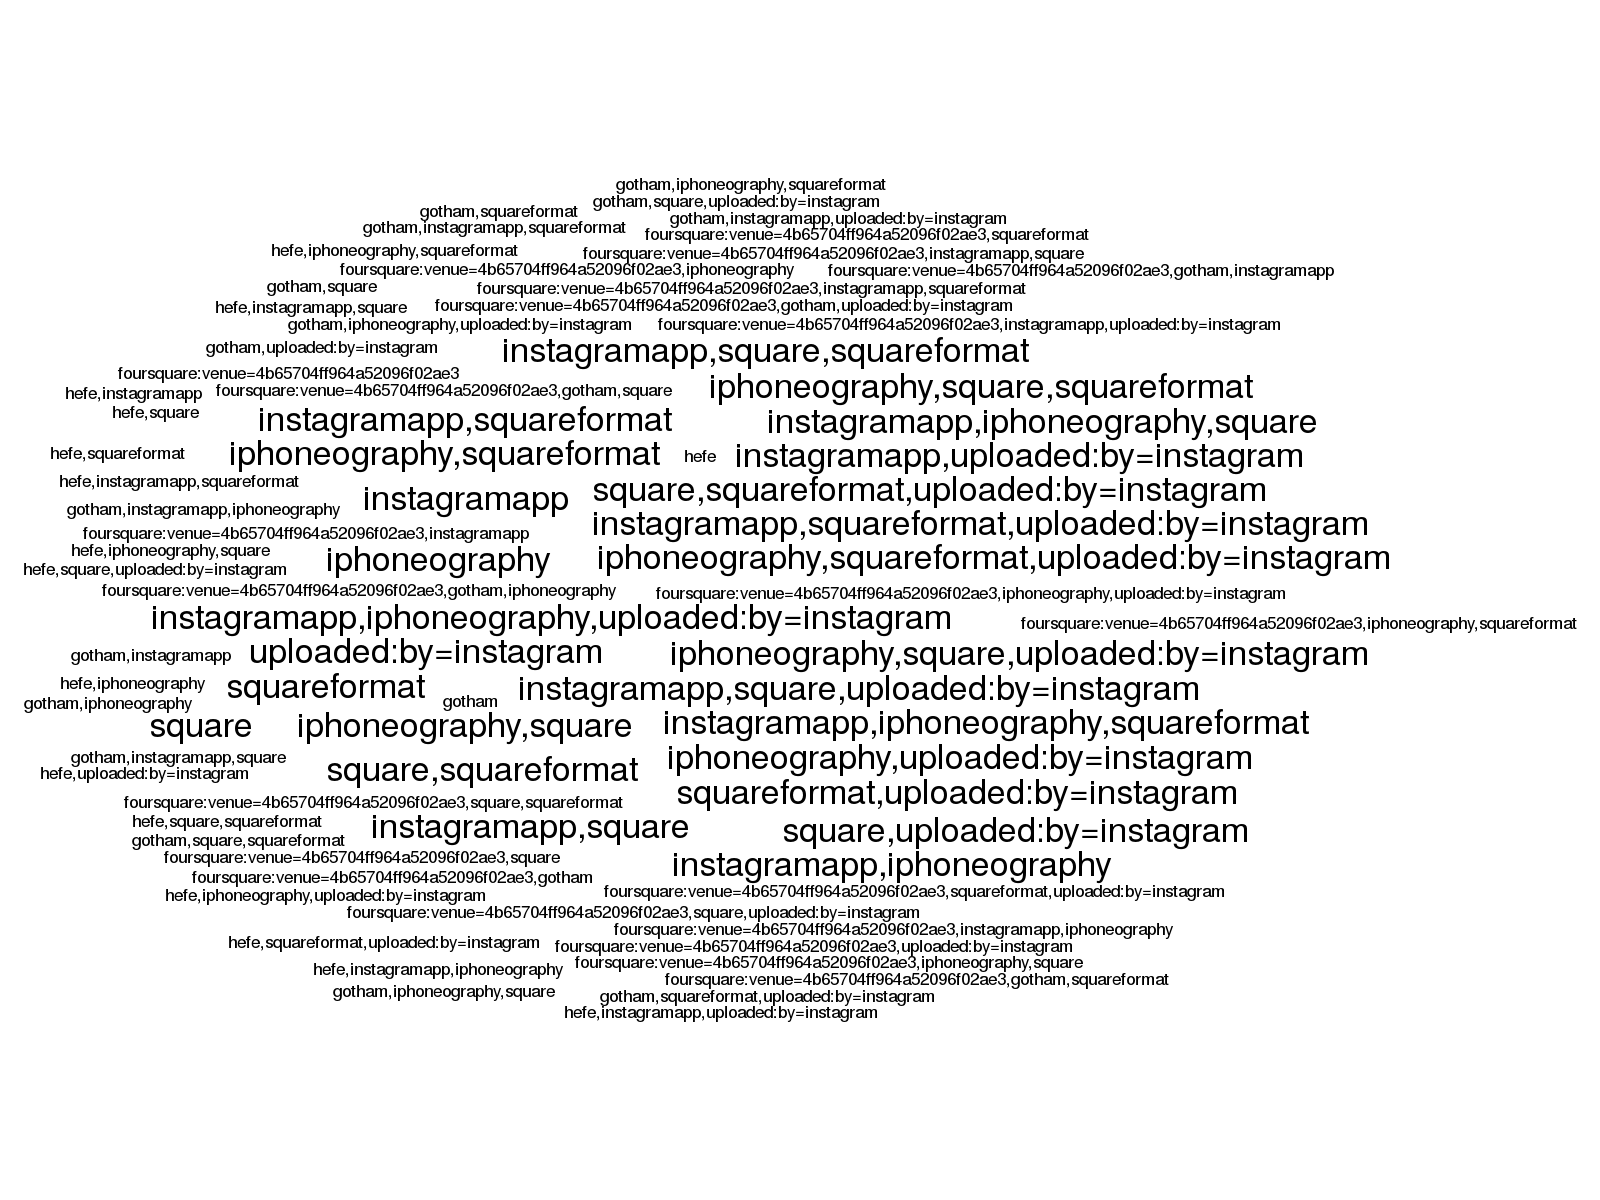 gotham,iphoneography,squareformat
gotham,square,uploaded:by=instagram
gotham,squareformat
gotham,instagramapp,uploaded:by=instagram
gotham,instagramapp,squareformat
foursquare:venue=4b65704ff964a52096f02ae3,squareformat
hefe,iphoneography,squareformat
foursquare:venue=4b65704ff964a52096f02ae3,instagramapp,square
foursquare:venue=4b65704ff964a52096f02ae3,iphoneography
foursquare:venue=4b65704ff964a52096f02ae3,gotham,instagramapp
gotham,square
foursquare:venue=4b65704ff964a52096f02ae3,instagramapp,squareformat
hefe,instagramapp,square
foursquare:venue=4b65704ff964a52096f02ae3,gotham,uploaded:by=instagram
gotham,iphoneography,uploaded:by=instagram
foursquare:venue=4b65704ff964a52096f02ae3,instagramapp,uploaded:by=instagram
gotham,uploaded:by=instagram
instagramapp,square,squareformat
foursquare:venue=4b65704ff964a52096f02ae3
hefe,instagramapp
foursquare:venue=4b65704ff964a52096f02ae3,gotham,square
iphoneography,square,squareformat
hefe,square
instagramapp,squareformat
instagramapp,iphoneography,square
hefe,squareformat
iphoneography,squareformat
hefe
instagramapp,uploaded:by=instagram
hefe,instagramapp,squareformat
instagramapp
square,squareformat,uploaded:by=instagram
gotham,instagramapp,iphoneography
instagramapp,squareformat,uploaded:by=instagram
foursquare:venue=4b65704ff964a52096f02ae3,instagramapp
hefe,iphoneography,square
iphoneography
iphoneography,squareformat,uploaded:by=instagram
hefe,square,uploaded:by=instagram
foursquare:venue=4b65704ff964a52096f02ae3,gotham,iphoneography
foursquare:venue=4b65704ff964a52096f02ae3,iphoneography,uploaded:by=instagram
instagramapp,iphoneography,uploaded:by=instagram
foursquare:venue=4b65704ff964a52096f02ae3,iphoneography,squareformat
gotham,instagramapp
uploaded:by=instagram
iphoneography,square,uploaded:by=instagram
hefe,iphoneography
squareformat
instagramapp,square,uploaded:by=instagram
gotham,iphoneography
gotham
square
iphoneography,square
instagramapp,iphoneography,squareformat
gotham,instagramapp,square
iphoneography,uploaded:by=instagram
hefe,uploaded:by=instagram
square,squareformat
foursquare:venue=4b65704ff964a52096f02ae3,square,squareformat
squareformat,uploaded:by=instagram
hefe,square,squareformat
instagramapp,square
square,uploaded:by=instagram
gotham,square,squareformat
foursquare:venue=4b65704ff964a52096f02ae3,square
instagramapp,iphoneography
foursquare:venue=4b65704ff964a52096f02ae3,gotham
hefe,iphoneography,uploaded:by=instagram
foursquare:venue=4b65704ff964a52096f02ae3,squareformat,uploaded:by=instagram
foursquare:venue=4b65704ff964a52096f02ae3,square,uploaded:by=instagram
foursquare:venue=4b65704ff964a52096f02ae3,instagramapp,iphoneography
hefe,squareformat,uploaded:by=instagram
foursquare:venue=4b65704ff964a52096f02ae3,uploaded:by=instagram
hefe,instagramapp,iphoneography
foursquare:venue=4b65704ff964a52096f02ae3,iphoneography,square
foursquare:venue=4b65704ff964a52096f02ae3,gotham,squareformat
gotham,iphoneography,square
gotham,squareformat,uploaded:by=instagram
hefe,instagramapp,uploaded:by=instagram